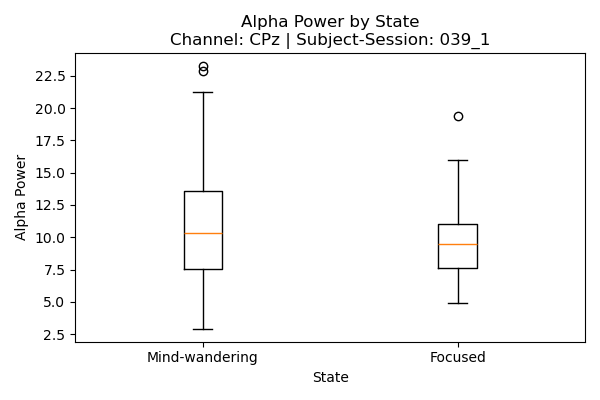 Alpha Power by State
Channel: CPz | Subject-Session: 039_1
22.5
20.0
17.5
15.0
12.5
10.0
7.5
5.0
2.5
Alpha Power
Mind-wandering
Focused
State